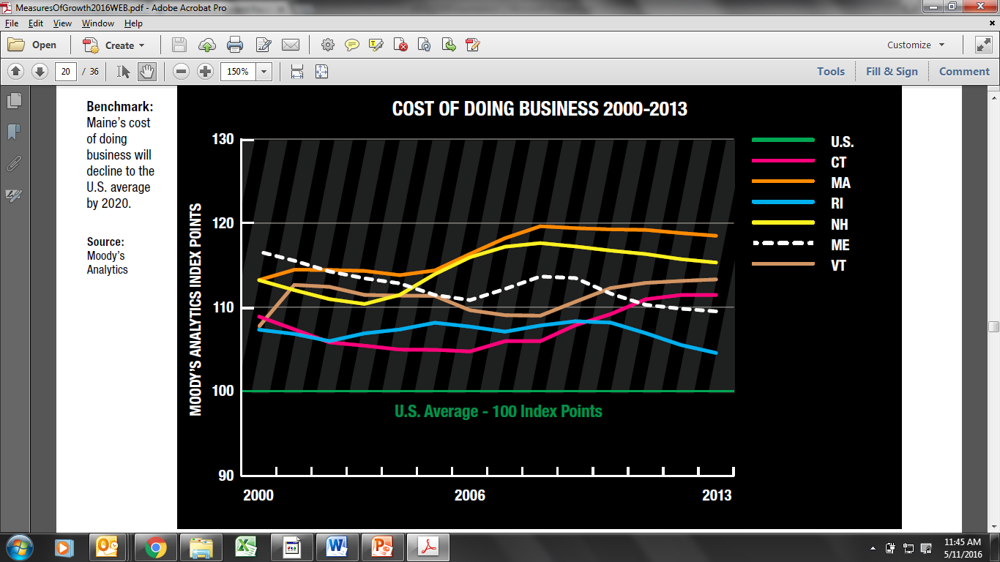 MeasuresOfGrowth2016WEB.pdf - Adobe Acrobat Pro
File Edit View Window Help
Open Create Customize
20 / 36 150% Tools Fill & Sign Comment
Benchmark:
Maine's cost
of doing
business will
decline to the
U.S. average
by 2020.
Source:
Moody's
Analytics
COST OF DOING BUSINESS 2000-2013
MOODY'S ANALYTICS INDEX POINTS
130
120
110
100
90
U.S. Average - 100 Index Points
2000 2006 2013
U.S.
CT
MA
RI
NH
ME
VT
11:45 AM
5/11/2016